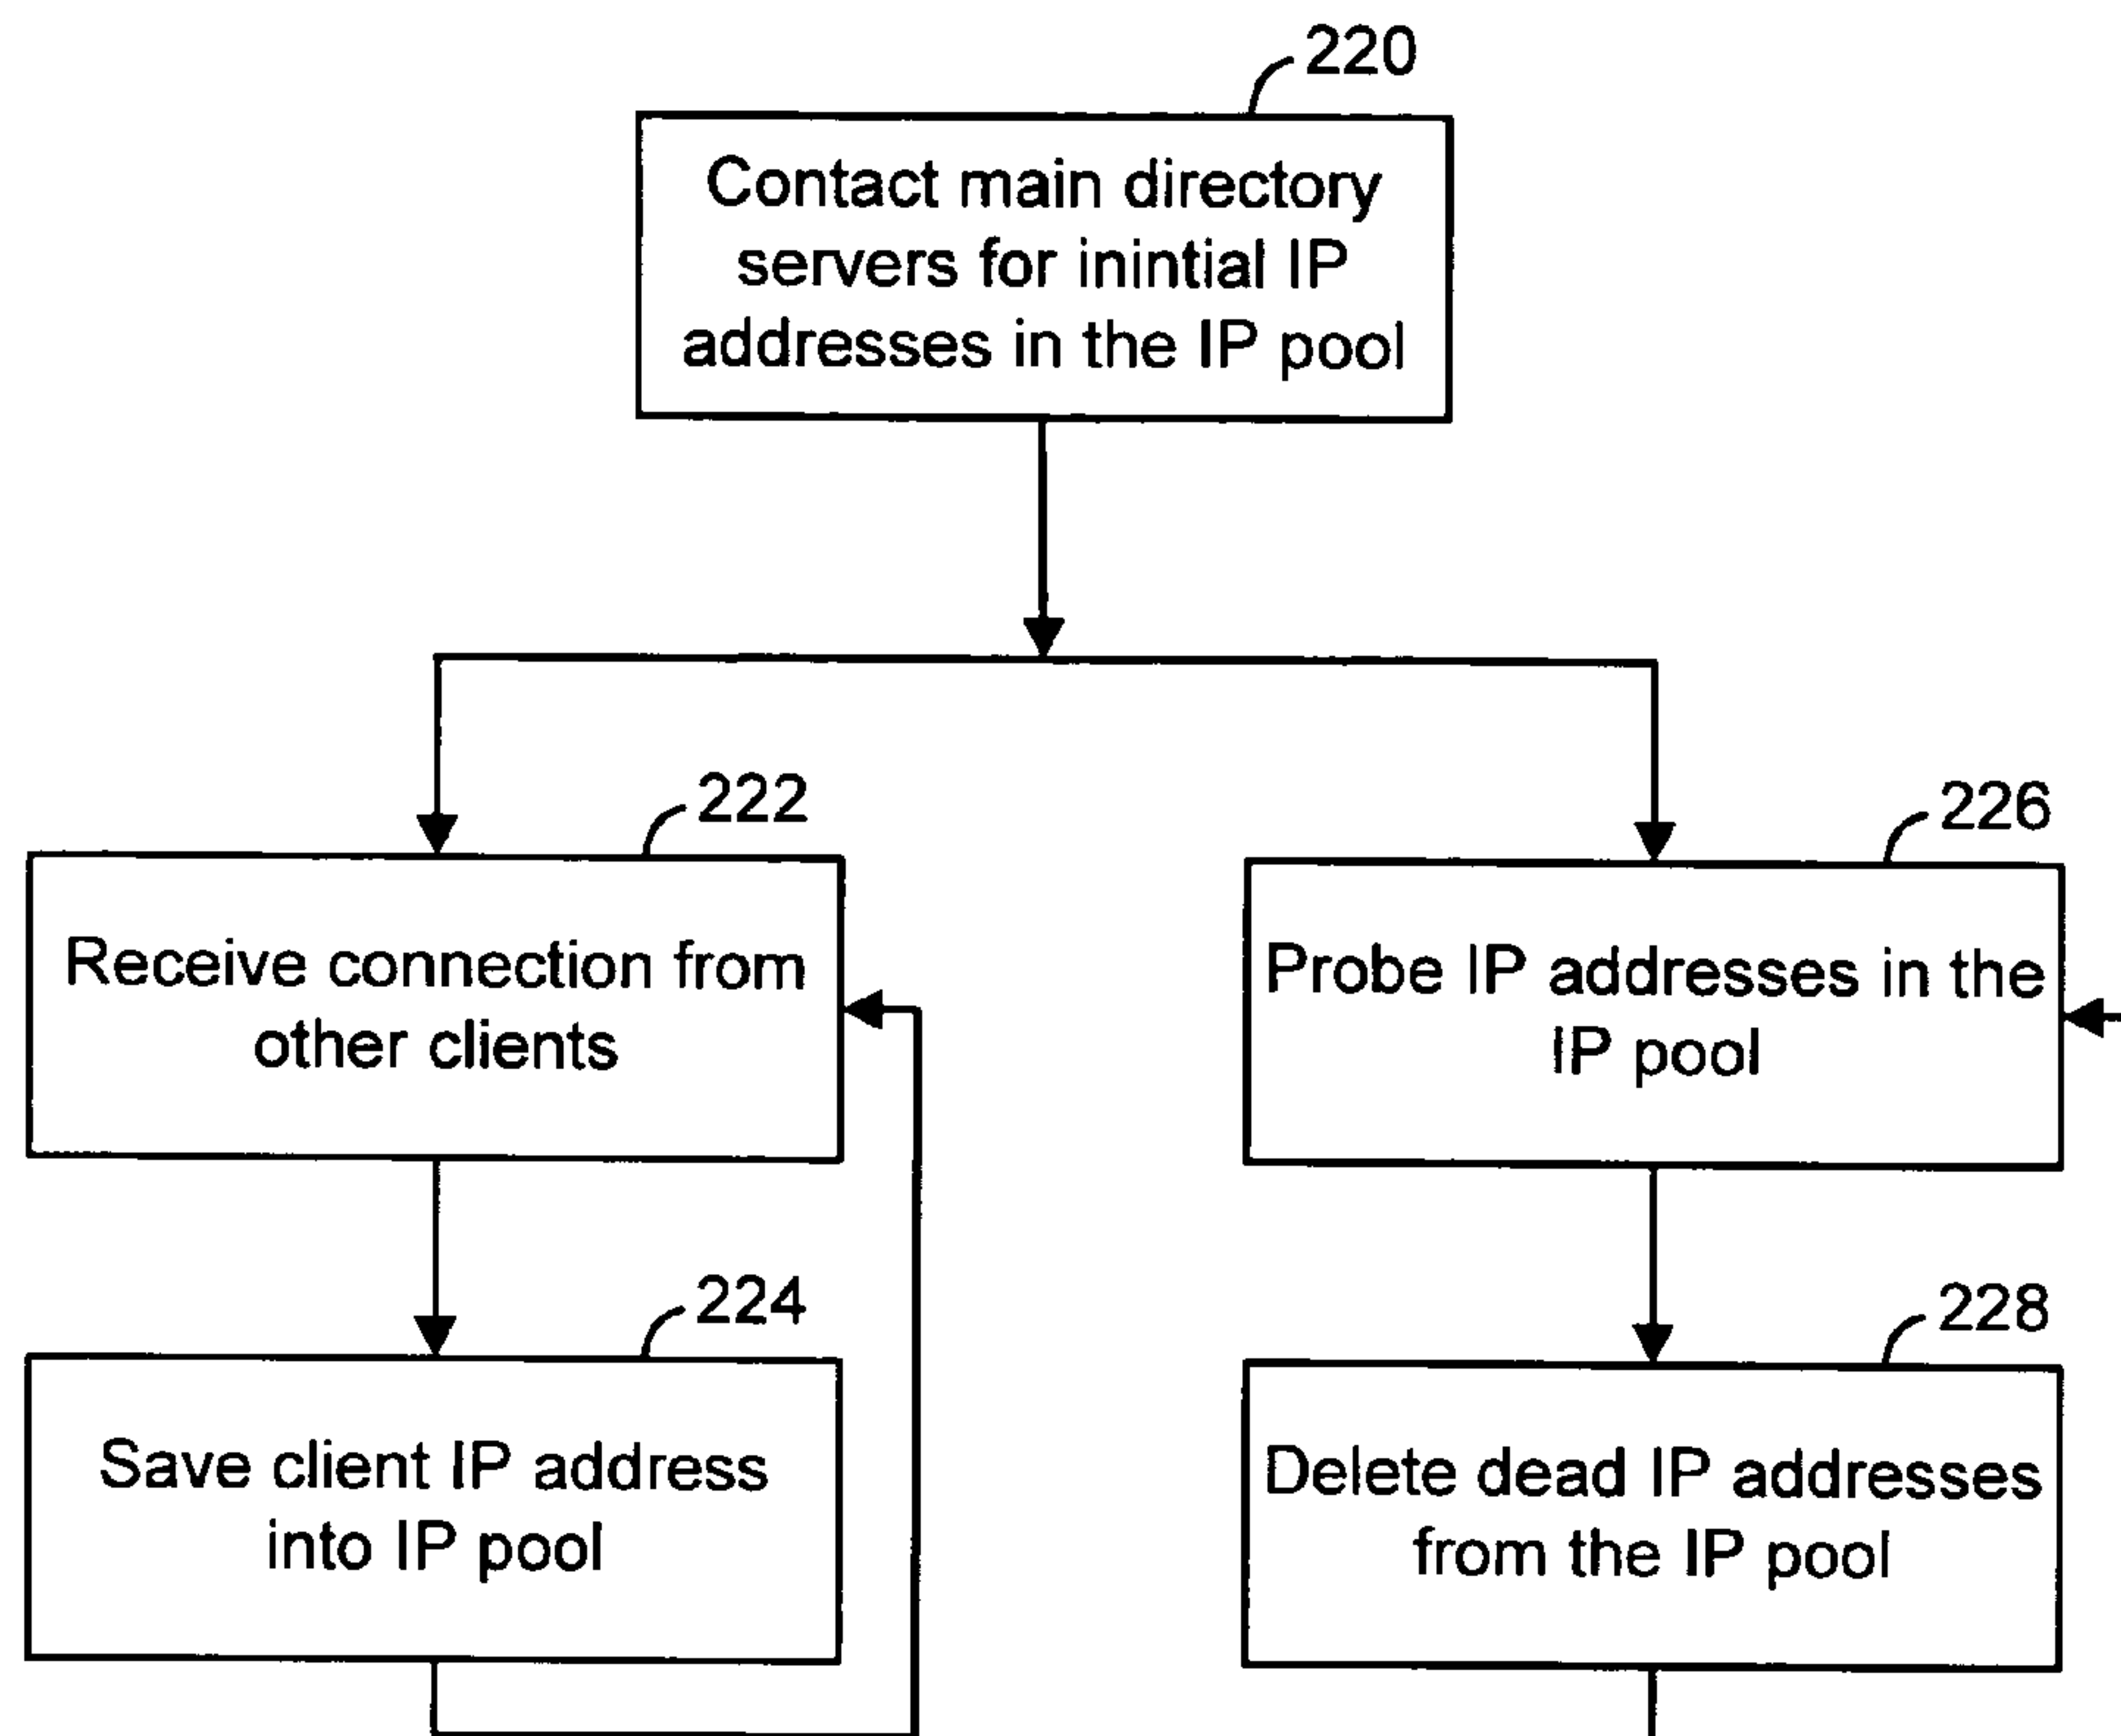 220
Contact main directory
servers for inintial IP
addresses in the IP pool
222
Receive connection from
other clients
224
Save client IP address
into IP pool
226
Probe IP addresses in the
IP pool
228
Delete dead IP addresses
from the IP pool